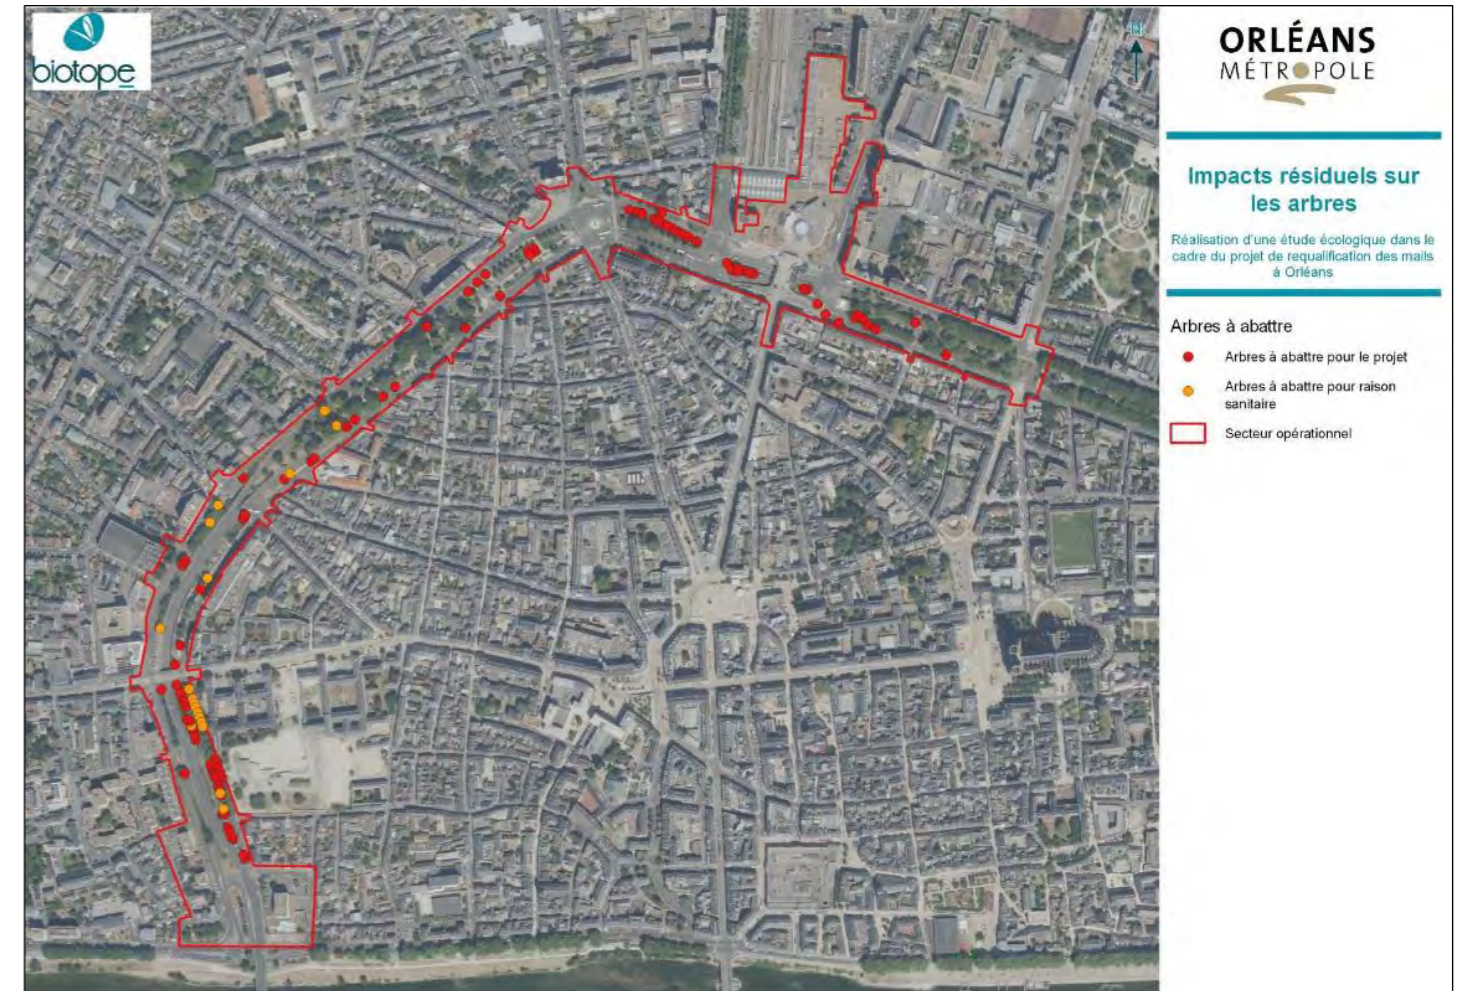 biotope
N
ORLÉANS
MÉTROPOLE
Impacts résiduels sur
les arbres
Réalisation d'une étude écologique dans le
cadre du projet de requalification des mails
à Orléans
Arbres à abattre
Arbres à abattre pour le projet
Arbres à abattre pour raison
sanitaire
Secteur opérationnel